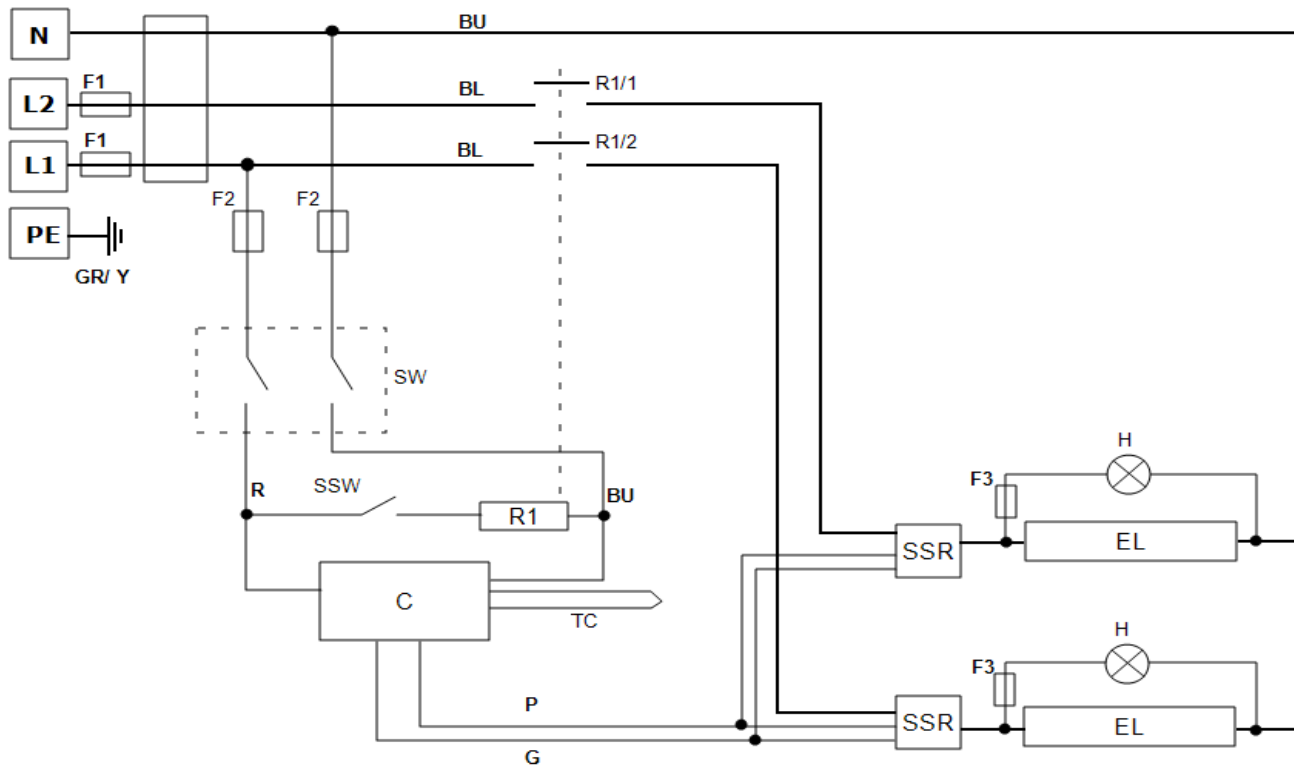 N
BU
L2
F1
BL
R1/1
L1
F1
BL
R1/2
PE
GR/ Y
F2
F2
SW
R
SSW
R1
BU
C
TC
P
G
H
F3
SSR
EL
H
F3
SSR
EL